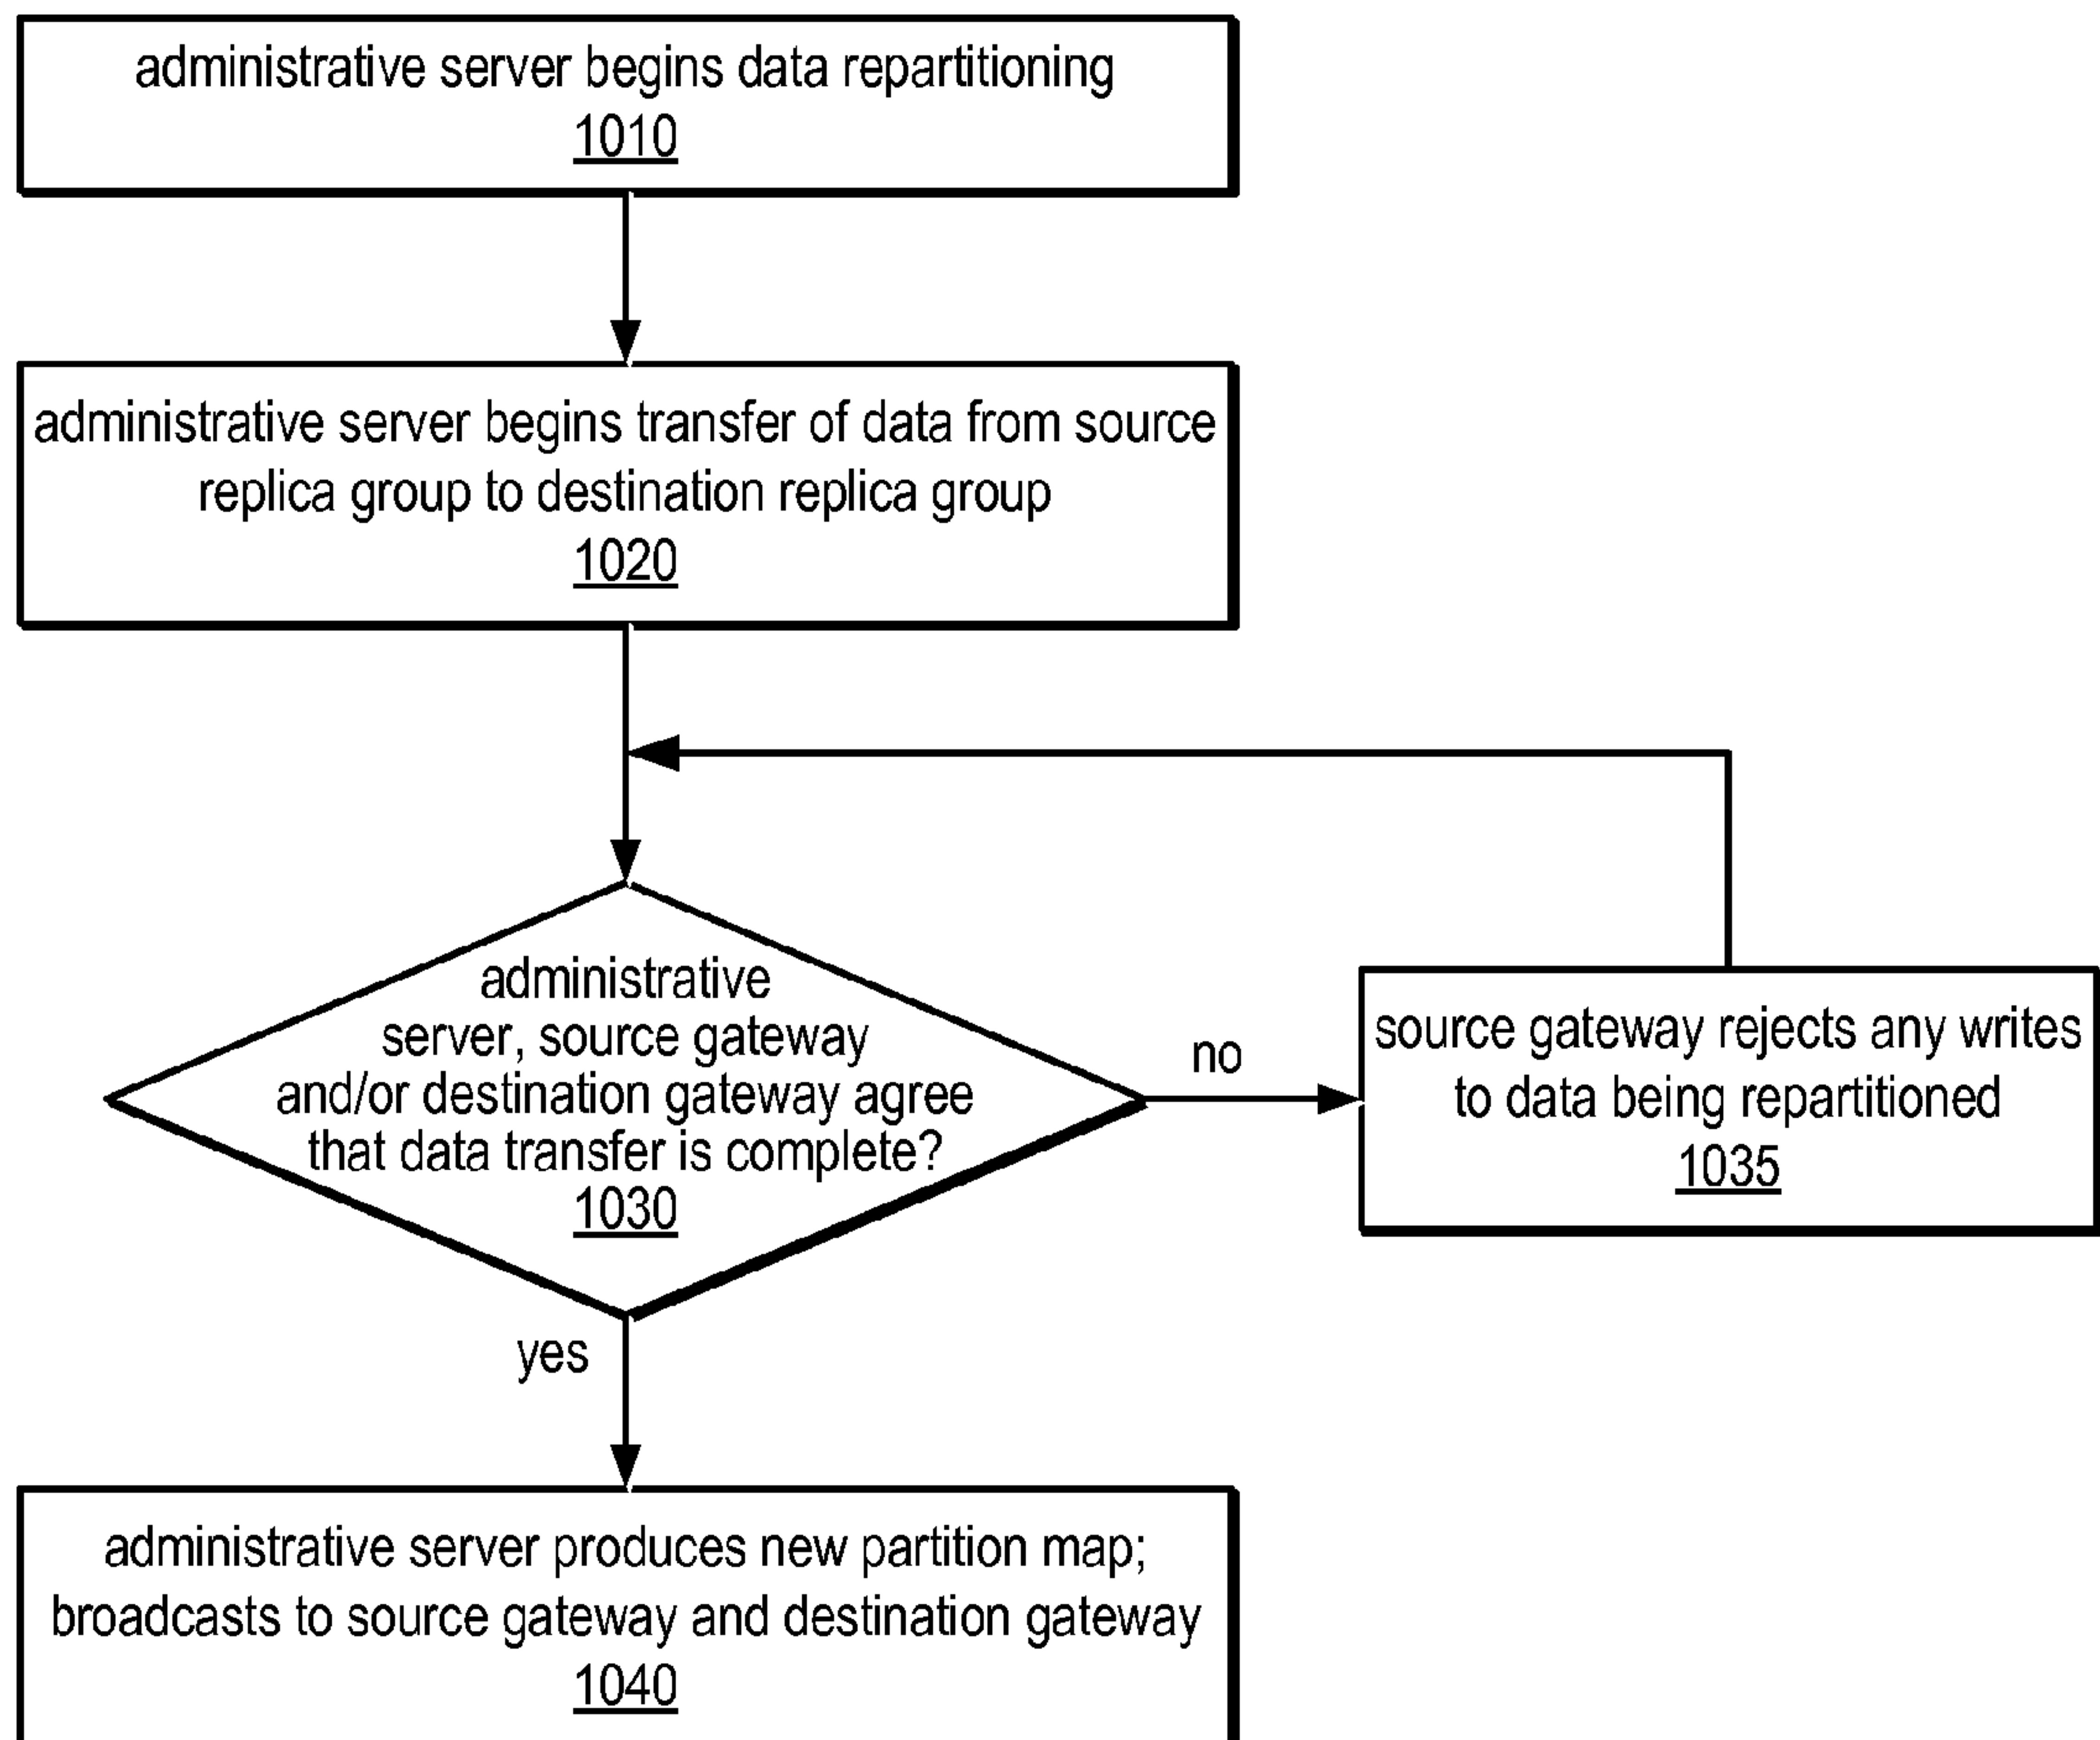 administrative server begins data repartitioning
1010
administrative server begins transfer of data from source
replica group to destination replica group
1020
administrative
server, source gateway
and/or destination gateway agree
that data transfer is complete?
1030
no
source gateway rejects any writes
to data being repartitioned
1035
yes
administrative server produces new partition map;
broadcasts to source gateway and destination gateway
1040